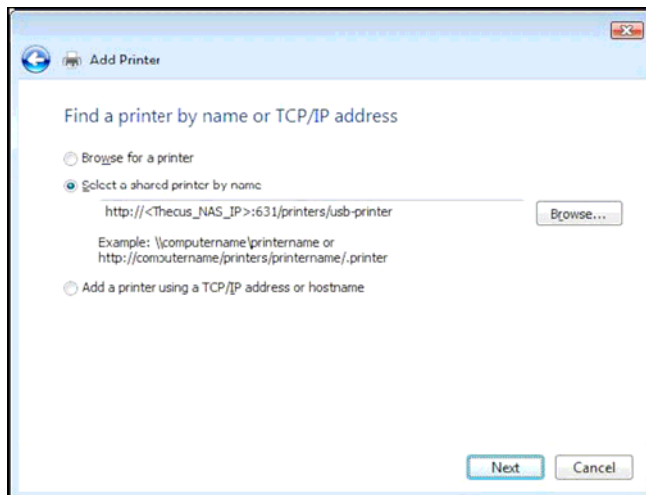 Add Printer
Find a printer by name or TCP/IP address
Browse for a printer
Select a shared printer by name
http://<Thecus_NAS_IP>:631/printers/usb-printer
Browse...
Example: \\computername\printername or
http://computername/printers/printername/.printer
Add a printer using a TCP/IP address or hostname
Next
Cancel